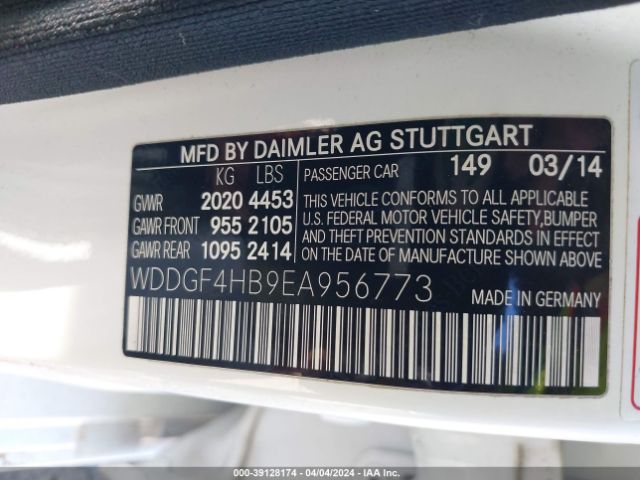 MFD BY DAIMLER AG STUTTGART
KG LBS
GVWR 2020 4453
GAWR FRONT 955 2105
GAWR REAR 1095 2414
PASSENGER CAR 149 03/14
THIS VEHICLE CONFORMS TO ALL APPLICABLE
U.S. FEDERAL MOTOR VEHICLE SAFETY,BUMPER
AND THEFT PREVENTION STANDARDS IN EFFECT
ON THE DATE OF MANUFACTURE SHOWN ABOVE
WDDGF4HB9EA956773
MADE IN GERMANY
000-39128174 | 04/04/2024 | IAA Inc.